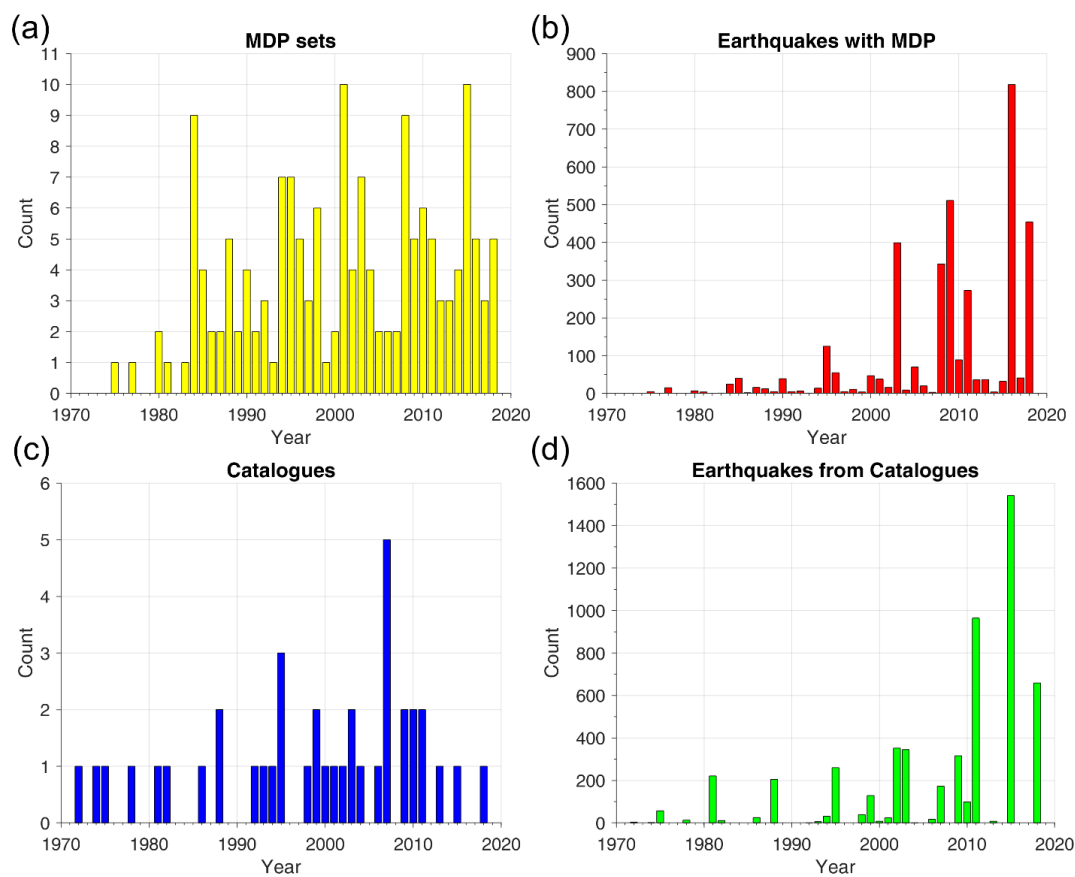 (a)
MDP sets
11
10
9
8
7
6
5
4
3
2
1
0
Count
1970 1980 1990 2000 2010 2020
Year
(b)
Earthquakes with MDP
900
800
700
600
500
400
300
200
100
0
Count
1970 1980 1990 2000 2010 2020
Year
(c)
Catalogues
6
5
4
3
2
1
0
Count
1970 1980 1990 2000 2010 2020
Year
(d)
Earthquakes from Catalogues
1600
1400
1200
1000
800
600
400
200
0
Count
1970 1980 1990 2000 2010 2020
Year